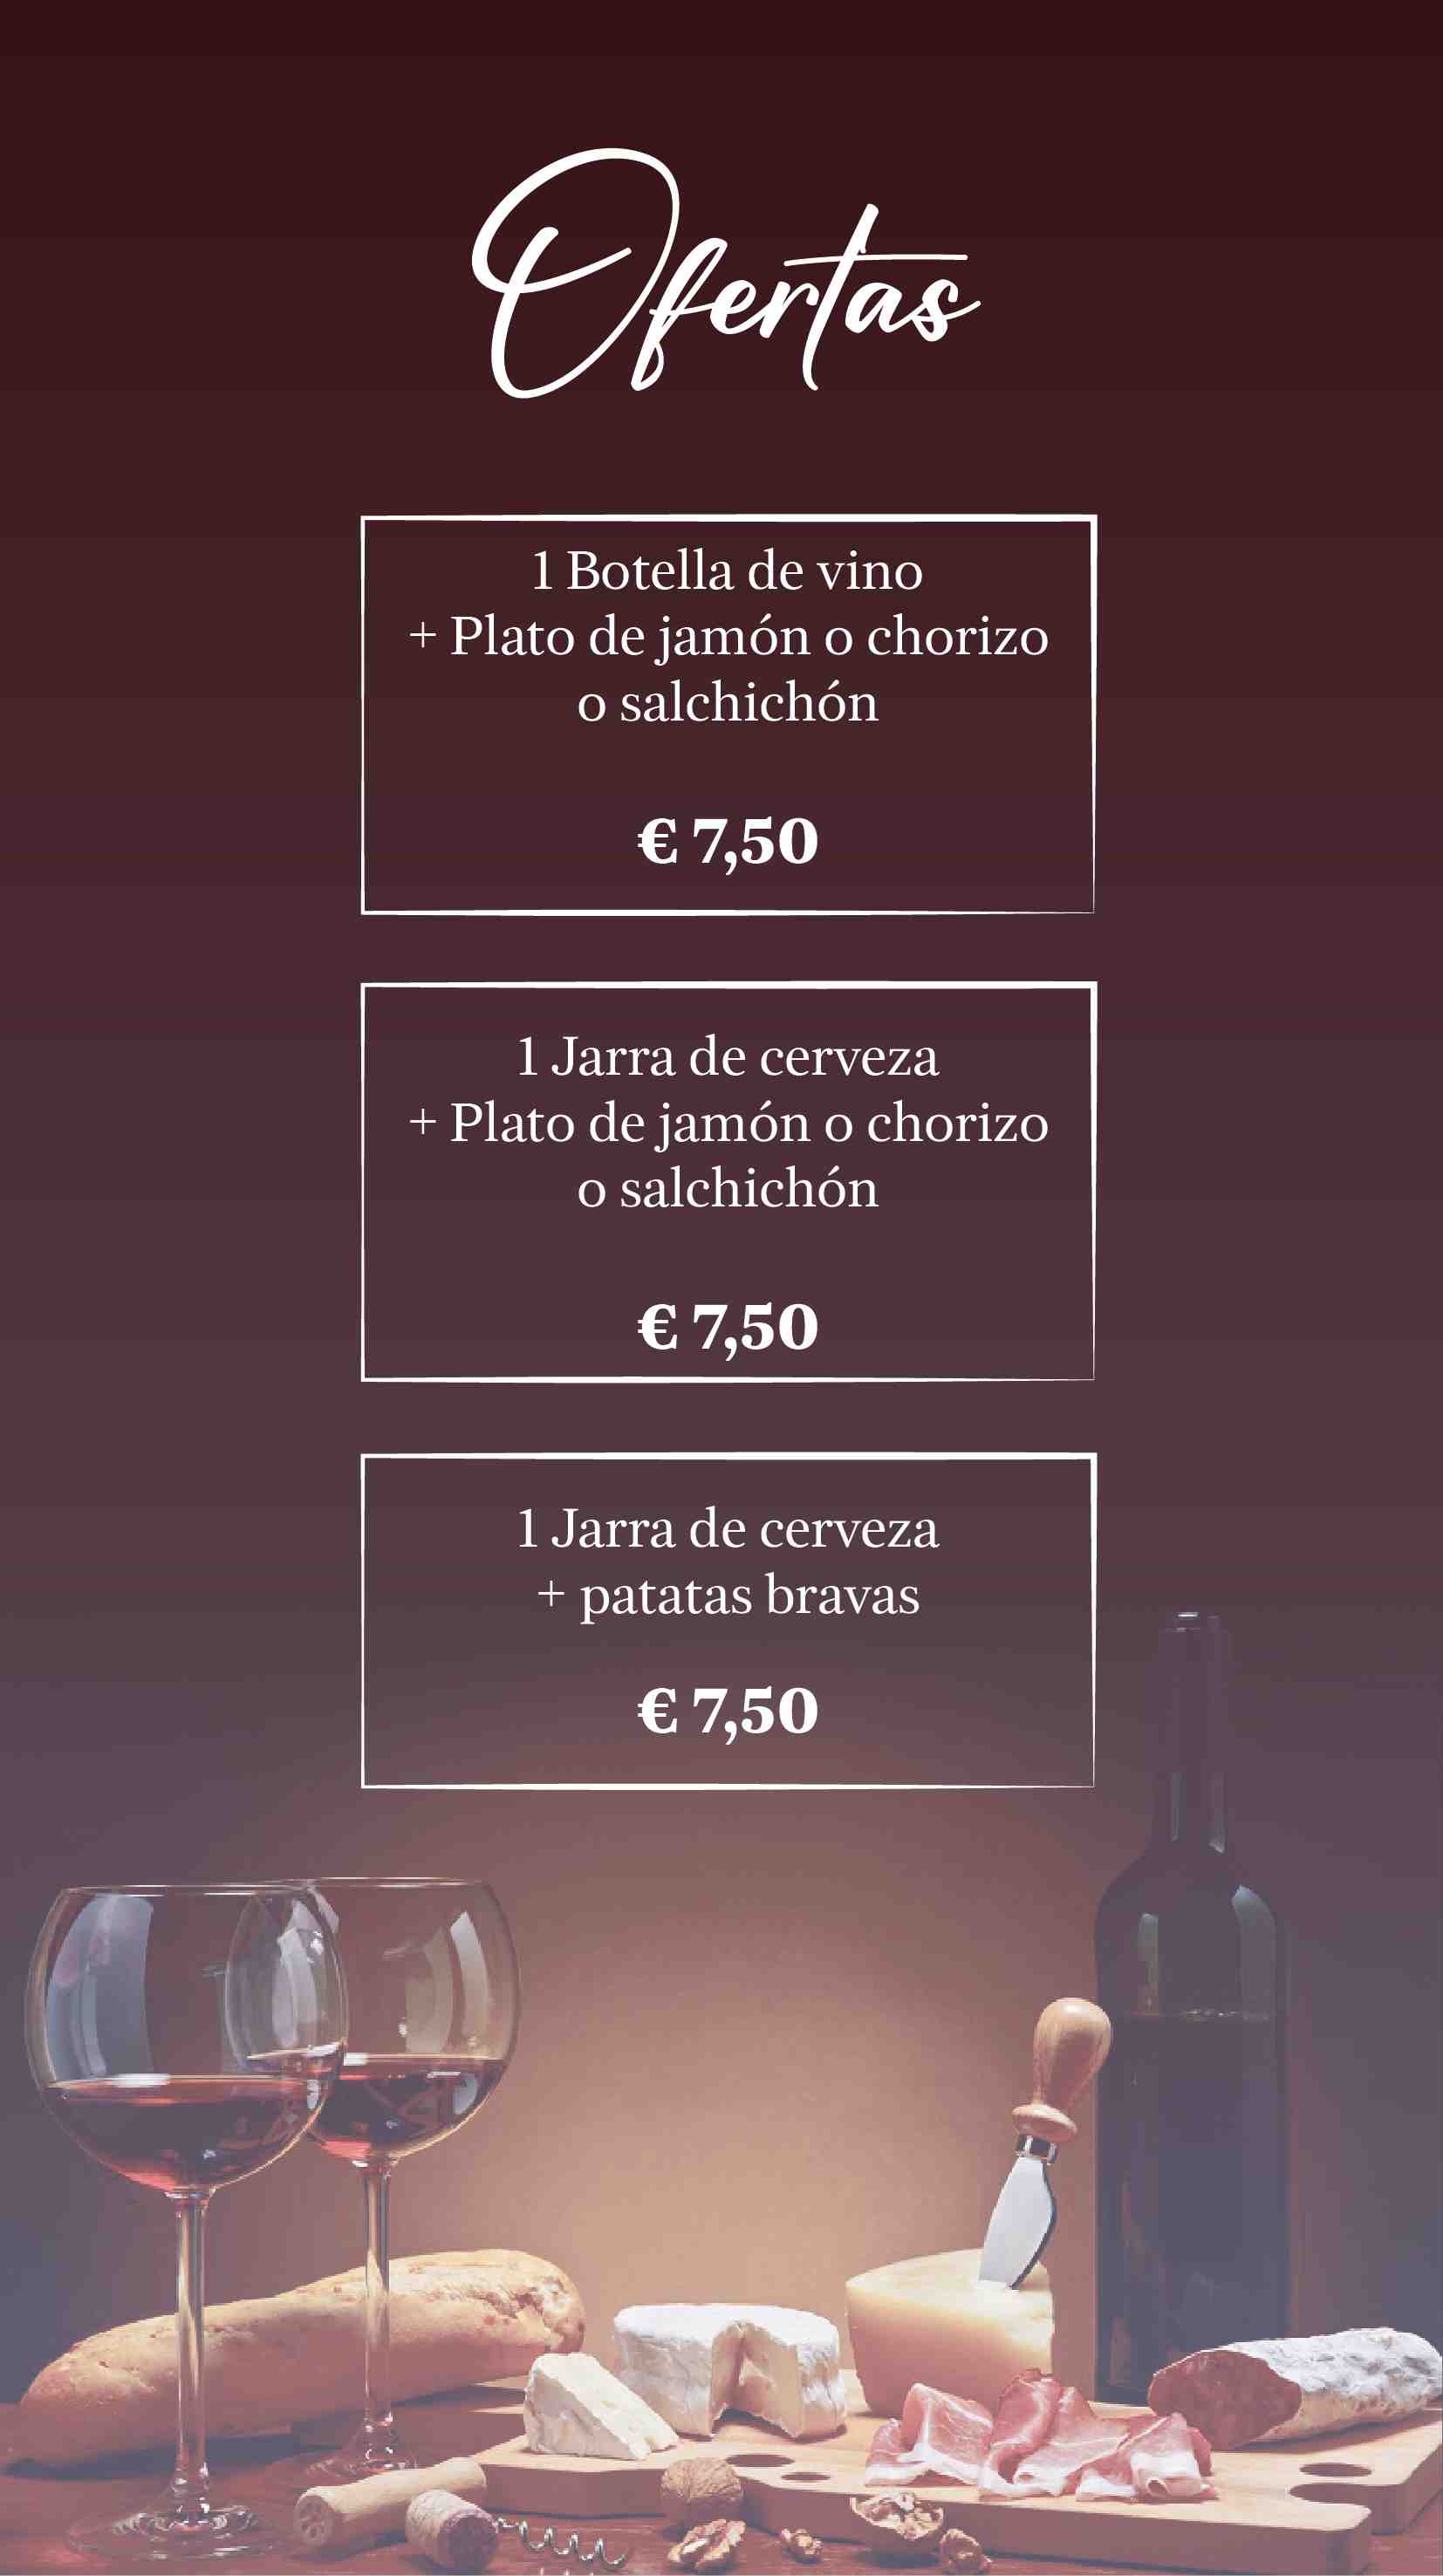 Ofertas
1 Botella de vino
+ Plato de jamón o chorizo
o salchichón
€ 7,50
1 Jarra de cerveza
+ Plato de jamón o chorizo
o salchichón
€ 7,50
1 Jarra de cerveza
+ patatas bravas
€ 7,50